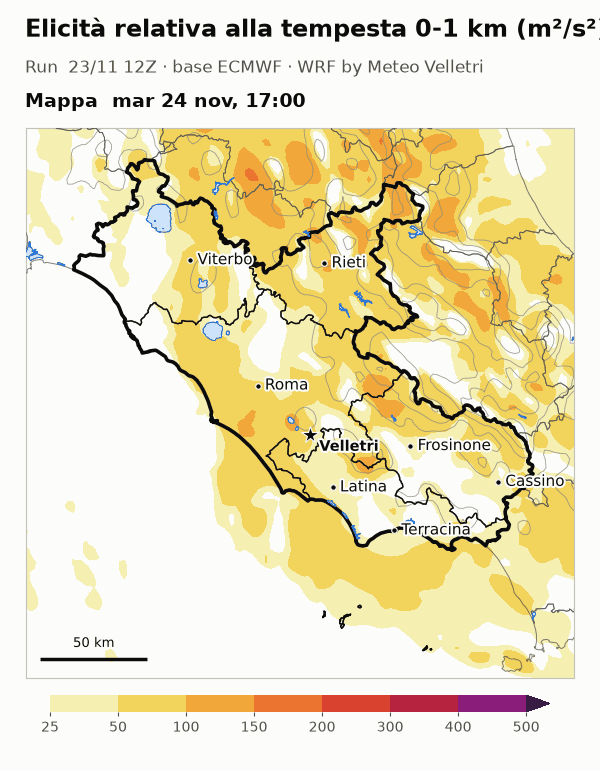 Elicità relativa alla tempesta 0-1 km (m²/s²)
Run 23/11 12Z · base ECMWF · WRF by Meteo Velletri
Mappa mar 24 nov, 17:00
Viterbo
Rieti
Roma
Velletri
Frosinone
Latina
Cassino
Terracina
50 km
25 50 100 150 200 300 400 500